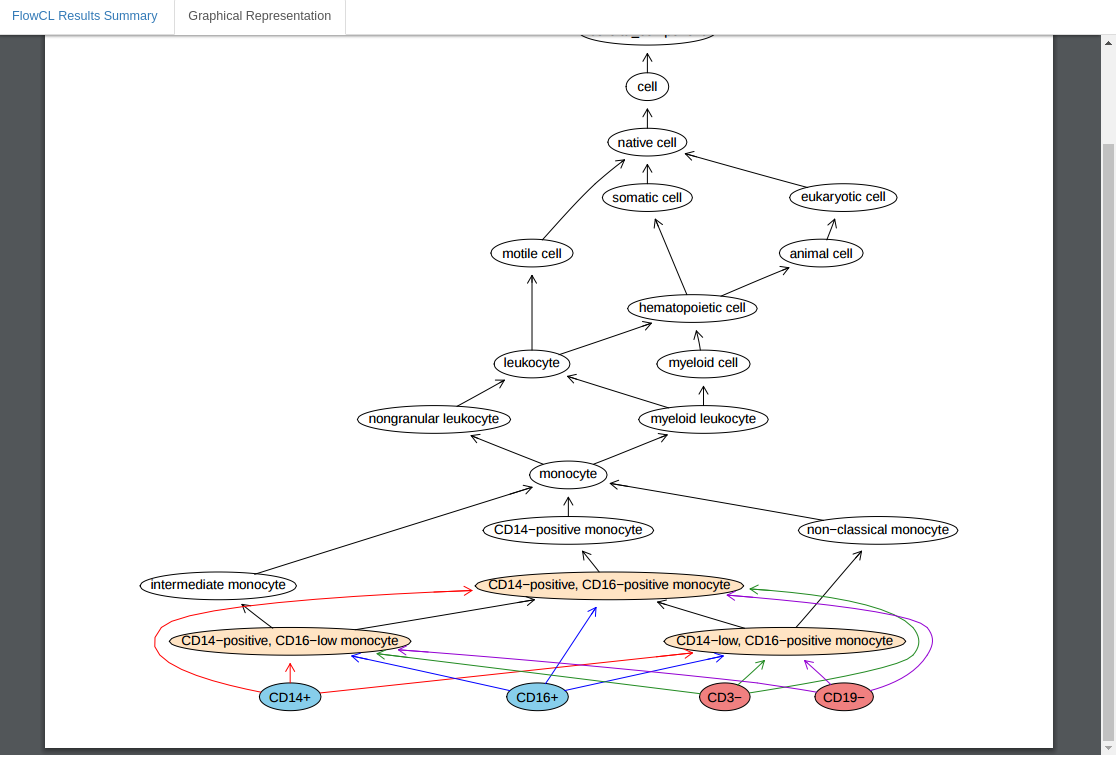 FlowCL Results Summary
Graphical Representation
cell
native cell
somatic cell
eukaryotic cell
motile cell
animal cell
hematopoietic cell
leukocyte
myeloid cell
nongranular leukocyte
myeloid leukocyte
monocyte
CD14−positive monocyte
non−classical monocyte
intermediate monocyte
CD14−positive, CD16−positive monocyte
CD14−positive, CD16−low monocyte
CD14−low, CD16−positive monocyte
CD14+
CD16+
CD3−
CD19−